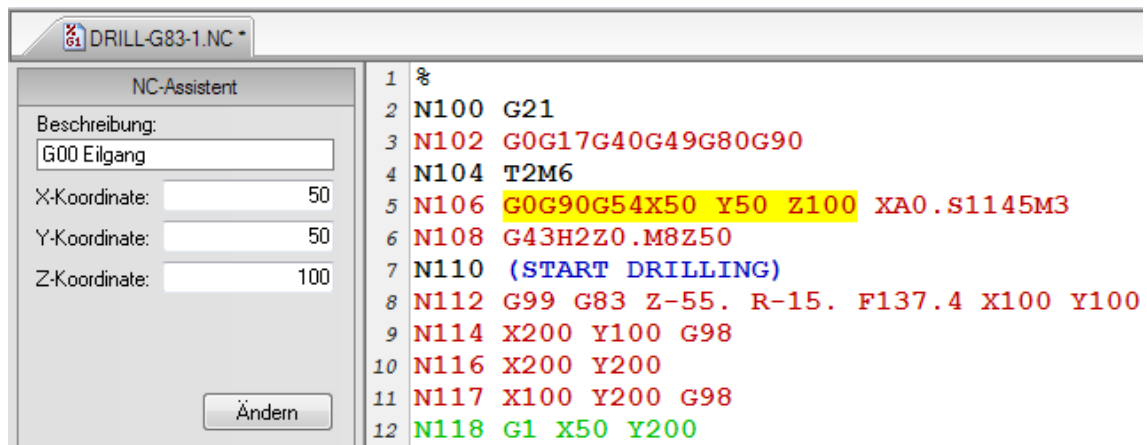 DRILL-G83-1.NC *
NC-Assistent
Beschreibung:
G00 Eilgang
X-Koordinate: 50
Y-Koordinate: 50
Z-Koordinate: 100
Ändern
1 %
2 N100 G21
3 N102 G0G17G40G49G80G90
4 N104 T2M6
5 N106 G0G90G54X50 Y50 Z100 XA0.S1145M3
6 N108 G43H2Z0.M8Z50
7 N110 (START DRILLING)
8 N112 G99 G83 Z-55. R-15. F137.4 X100 Y100
9 N114 X200 Y100 G98
10 N116 X200 Y200
11 N117 X100 Y200 G98
12 N118 G1 X50 Y200